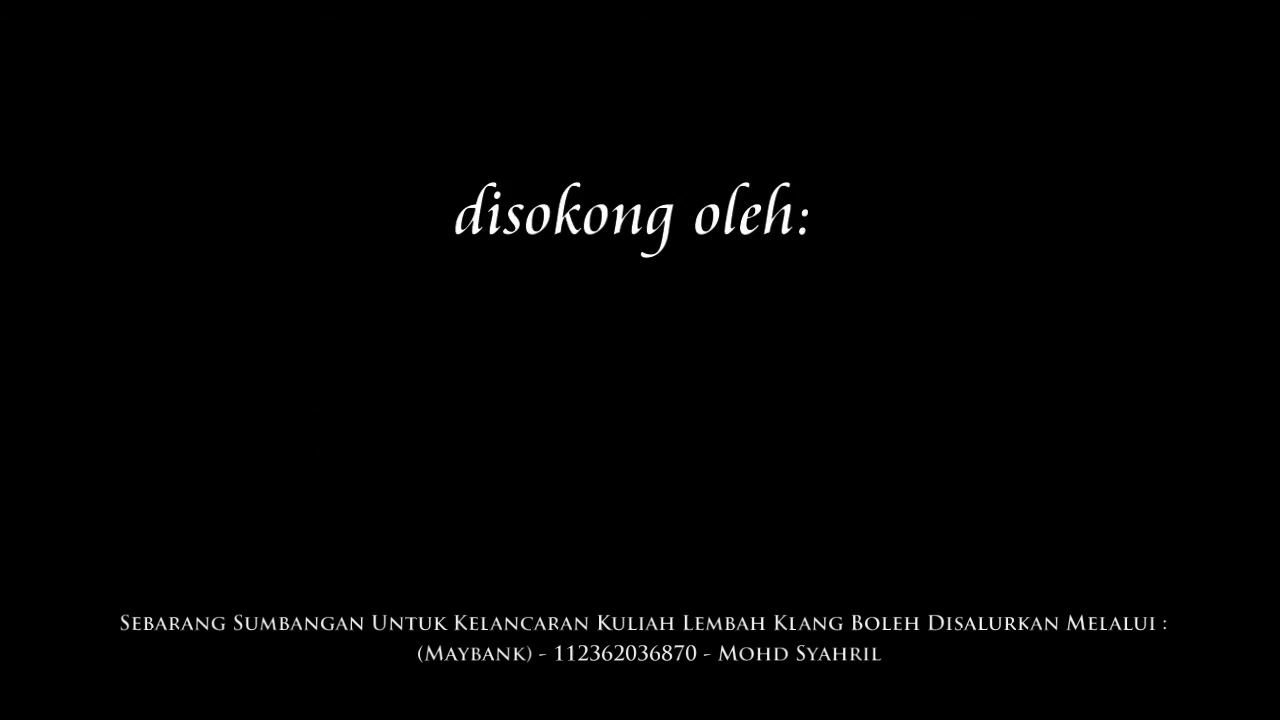 disokong oleh:
Sebarang Sumbangan Untuk Kelancaran Kuliah Lembah Klang Boleh Disalurkan Melalui :
(Maybank) - 112362036870 - Mohd Syahril